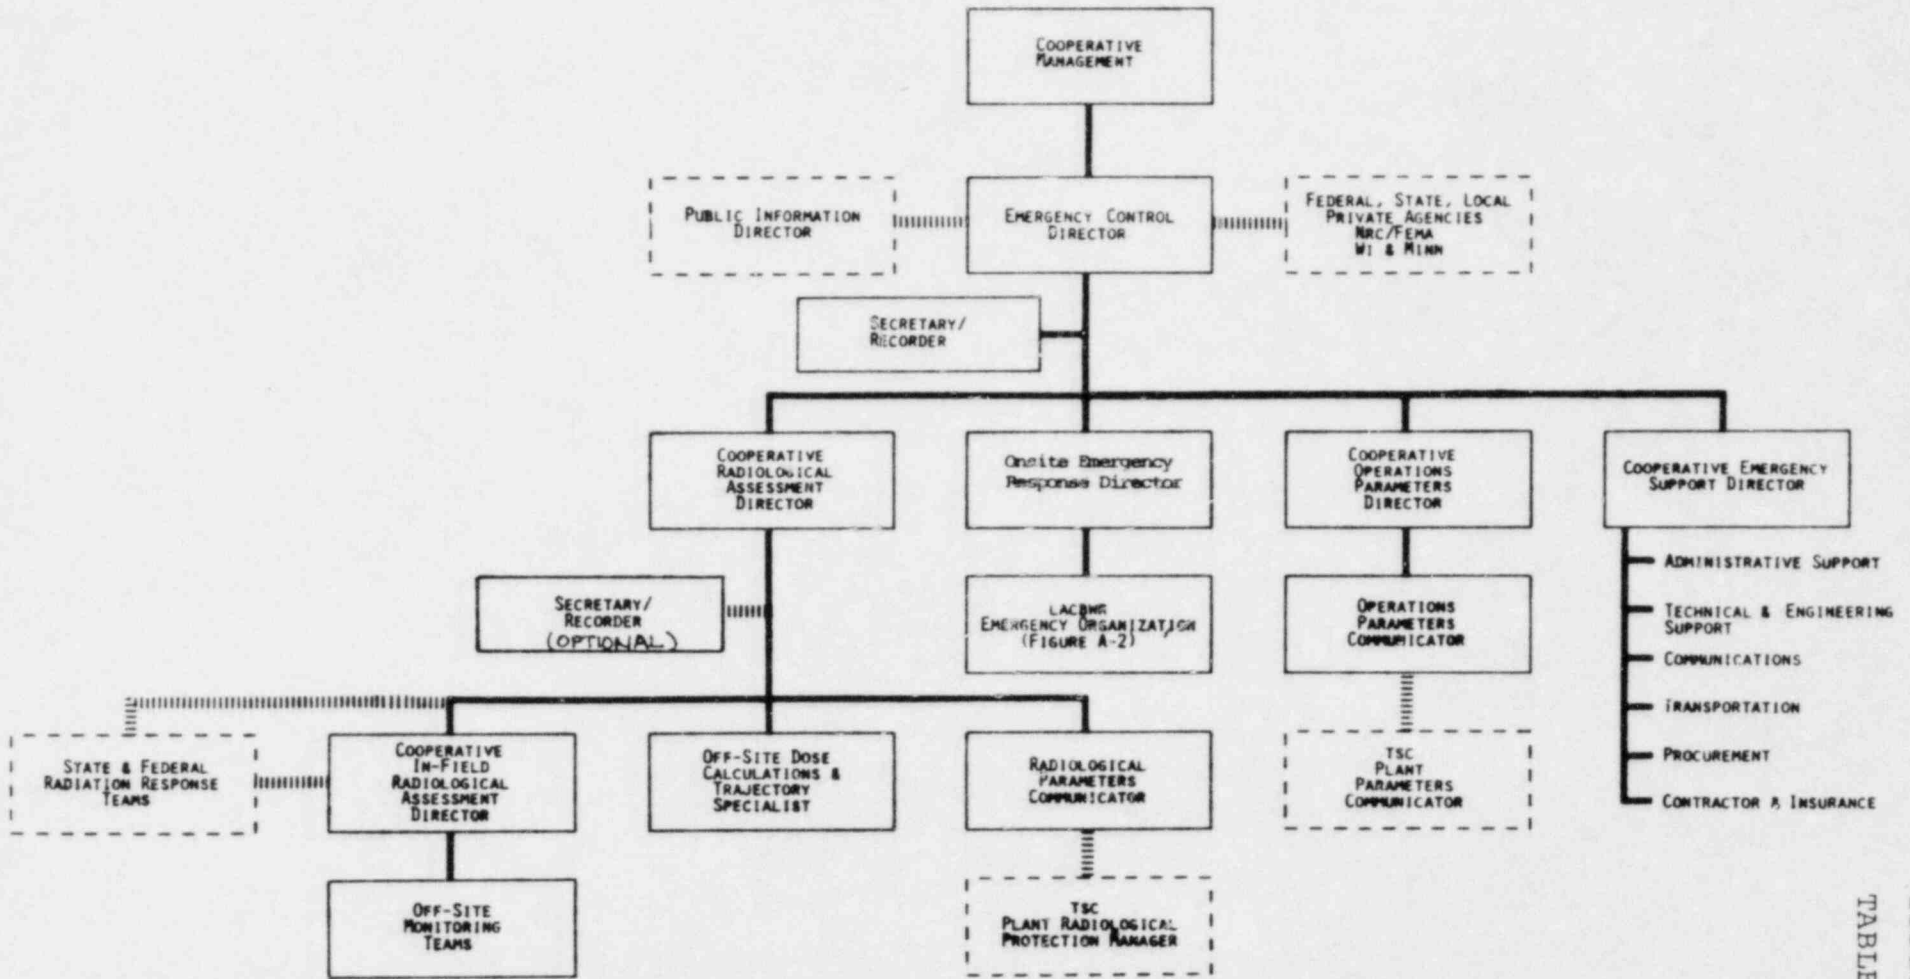 COOPERATIVE
MANAGEMENT
PUBLIC INFORMATION
DIRECTOR
EMERGENCY CONTROL
DIRECTOR
FEDERAL, STATE, LOCAL
PRIVATE AGENCIES
NRC/FEMA
WI & MINN
SECRETARY/
RECORDER
COOPERATIVE
RADIOLOGICAL
ASSESSMENT
DIRECTOR
Onsite Emergency
Response Director
COOPERATIVE
OPERATIONS
PARAMETERS
DIRECTOR
COOPERATIVE EMERGENCY
SUPPORT DIRECTOR
ADMINISTRATIVE SUPPORT
TECHNICAL & ENGINEERING
SUPPORT
COMMUNICATIONS
TRANSPORTATION
PROCUREMENT
CONTRACTOR & INSURANCE
SECRETARY/
RECORDER
(OPTIONAL)
LACBWR
EMERGENCY ORGANIZATION
(FIGURE A-2)
OPERATIONS
PARAMETERS
COMMUNICATOR
STATE & FEDERAL
RADIATION RESPONSE
TEAMS
COOPERATIVE
IN-FIELD
RADIOLOGICAL
ASSESSMENT
DIRECTOR
OFF-SITE DOSE
CALCULATIONS &
TRAJECTORY
SPECIALIST
RADIOLOGICAL
PARAMETERS
COMMUNICATOR
TSC
PLANT
PARAMETERS
COMMUNICATOR
OFF-SITE
MONITORING
TEAMS
TSC
PLANT RADIOLOGICAL
PROTECTION MANAGER
TABLE